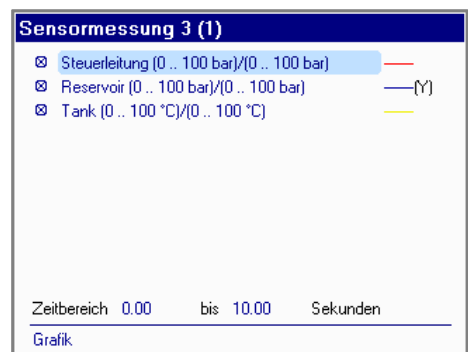 Sensormessung 3 (1)
Steuerleitung (0 .. 100 bar)/(0 .. 100 bar)
Reservoir (0 .. 100 bar)/(0 .. 100 bar) (Y)
Tank (0 .. 100 °C)/(0 .. 100 °C)
Zeitbereich 0.00 bis 10.00 Sekunden
Grafik